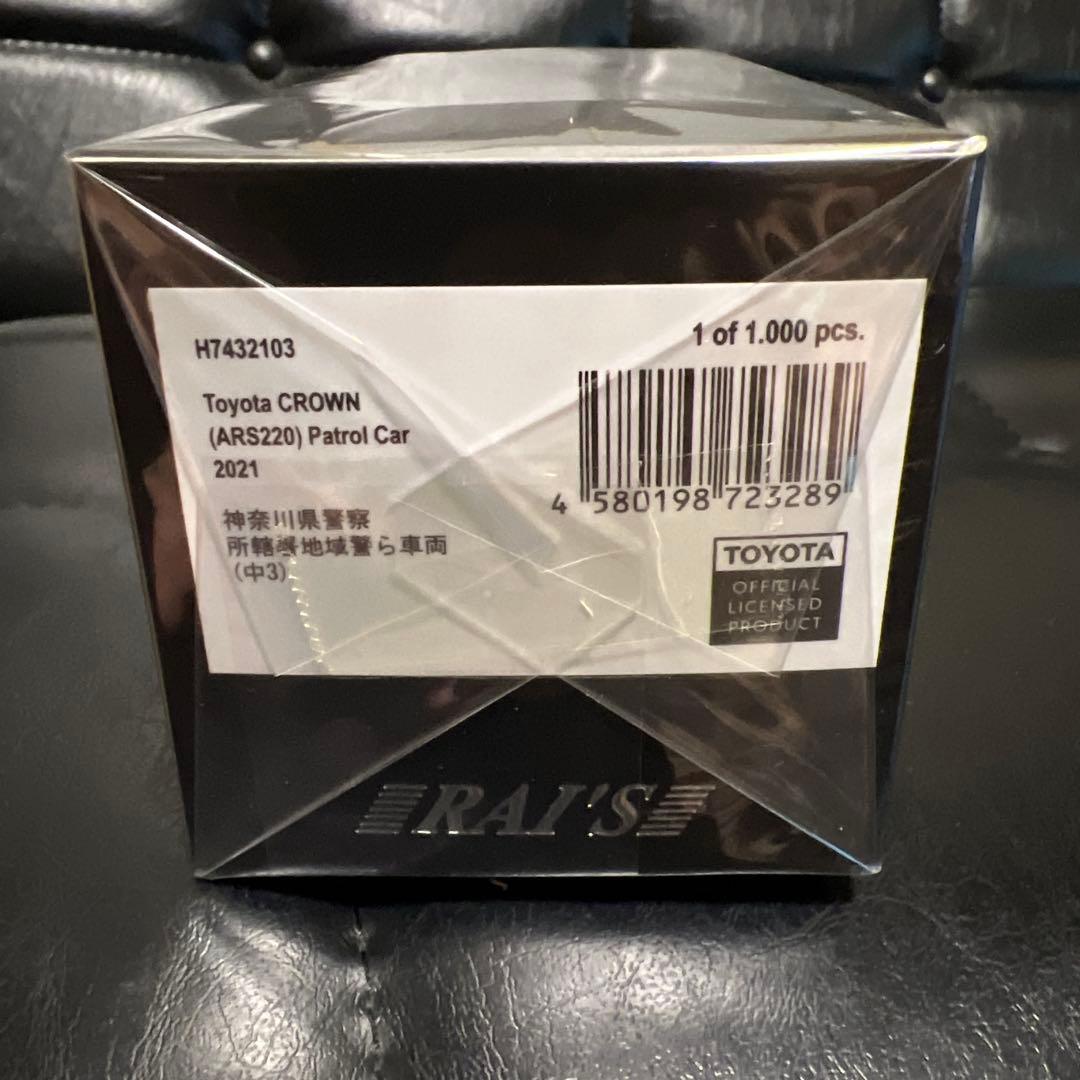 H7432103
1 of 1.000 pcs.
Toyota CROWN
(ARS220) Patrol Car
2021
4 580198 723289
神奈川県警察
所轄署地域警ら車両
(中3)
TOYOTA
OFFICIAL
LICENSED
PRODUCT
RAI'S